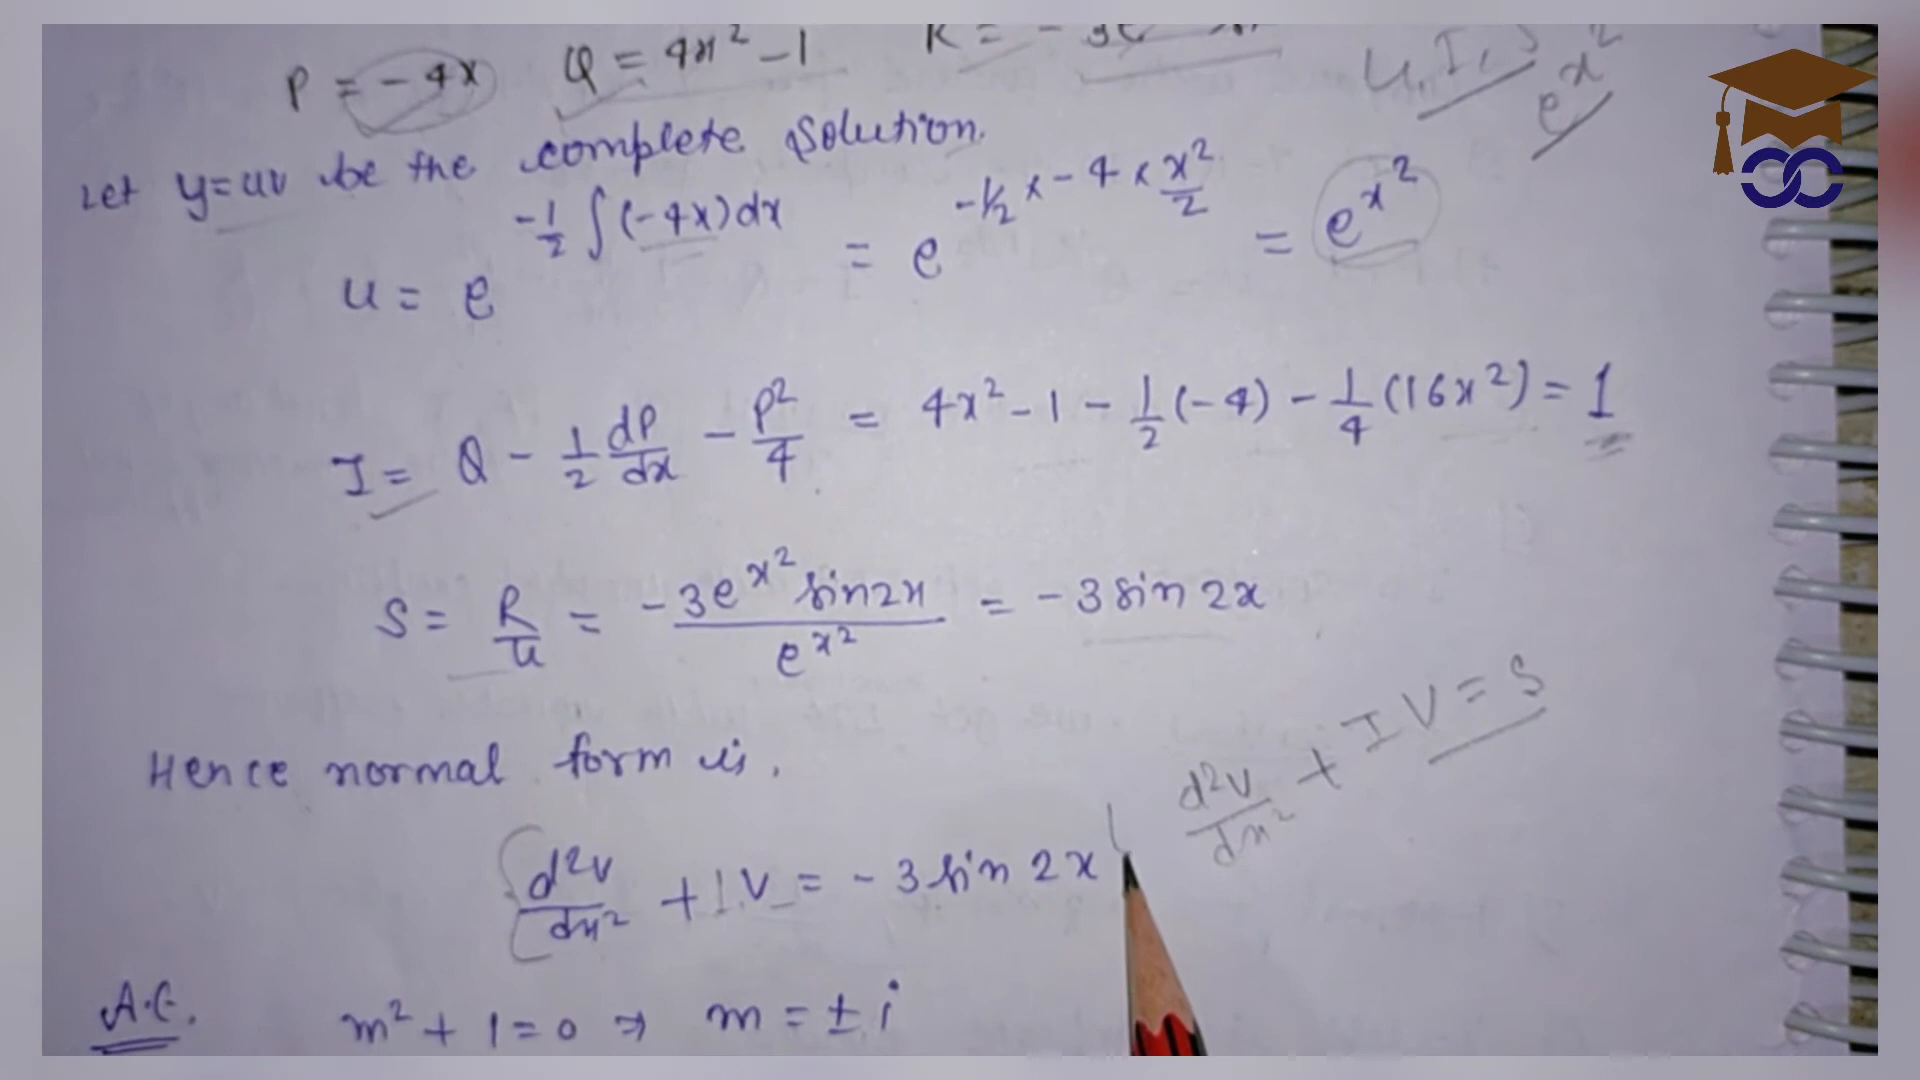 P = -4x   Q = 4x² - 1
U, I, S
e^{x²}
Let y=uv be the complete solution.
u = e^{-1/2 ∫(-4x)dx} = e^{-1/2 x -4 x x²/2} = e^{x²}
I = Q - 1/2 dP/dx - P²/4 = 4x² - 1 - 1/2(-4) - 1/4(16x²) = 1
S = R/u = -3e^{x²} sin2x / e^{x²} = -3 sin 2x
d²v/dx² + I V = S
Hence normal form is.
d²v/dx² + 1.V = -3 sin 2x
m² + 1 = 0 ⇒ m = ± i